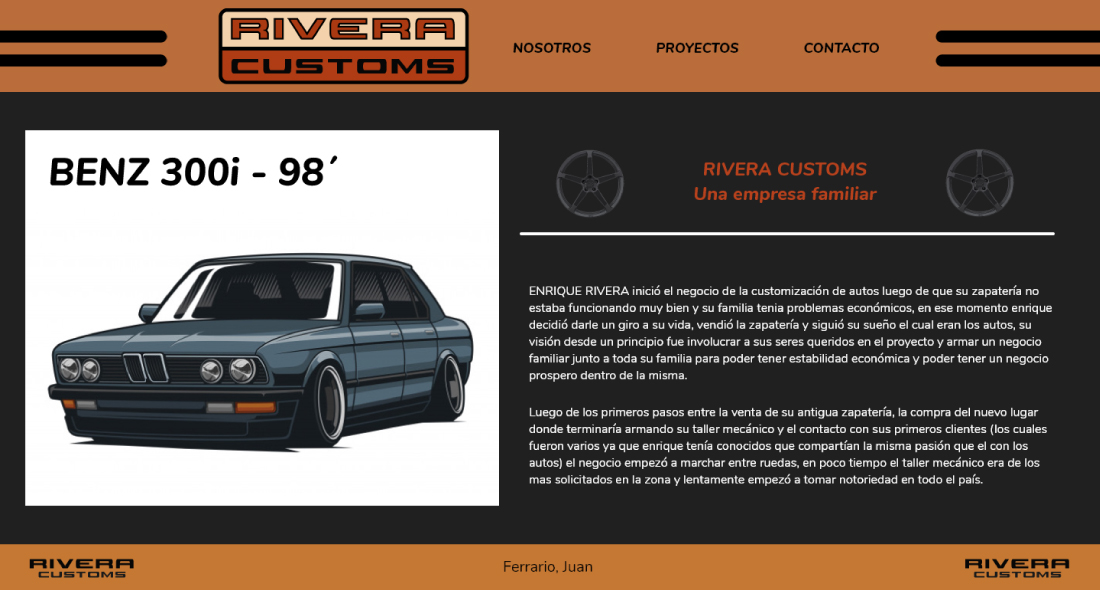 RIVERA
CUSTOMS
NOSOTROS
PROYECTOS
CONTACTO
BENZ 300i - 98´
RIVERA CUSTOMS
Una empresa familiar
ENRIQUE RIVERA inició el negocio de la customización de autos luego de que su zapatería no
estaba funcionando muy bien y su familia tenia problemas económicos, en ese momento enrique
decidió darle un giro a su vida, vendió la zapatería y siguió su sueño el cual eran los autos, su
visión desde un principio fue involucrar a sus seres queridos en el proyecto y armar un negocio
familiar junto a toda su familia para poder tener estabilidad económica y poder tener un negocio
prospero dentro de la misma.
Luego de los primeros pasos entre la venta de su antigua zapatería, la compra del nuevo lugar
donde terminaría armando su taller mecánico y el contacto con sus primeros clientes (los cuales
fueron varios ya que enrique tenía conocidos que compartían la misma pasión que el con los
autos) el negocio empezó a marchar entre ruedas, en poco tiempo el taller mecánico era de los
mas solicitados en la zona y lentamente empezó a tomar notoriedad en todo el país.
RIVERA
CUSTOMS
Ferrario, Juan
RIVERA
CUSTOMS